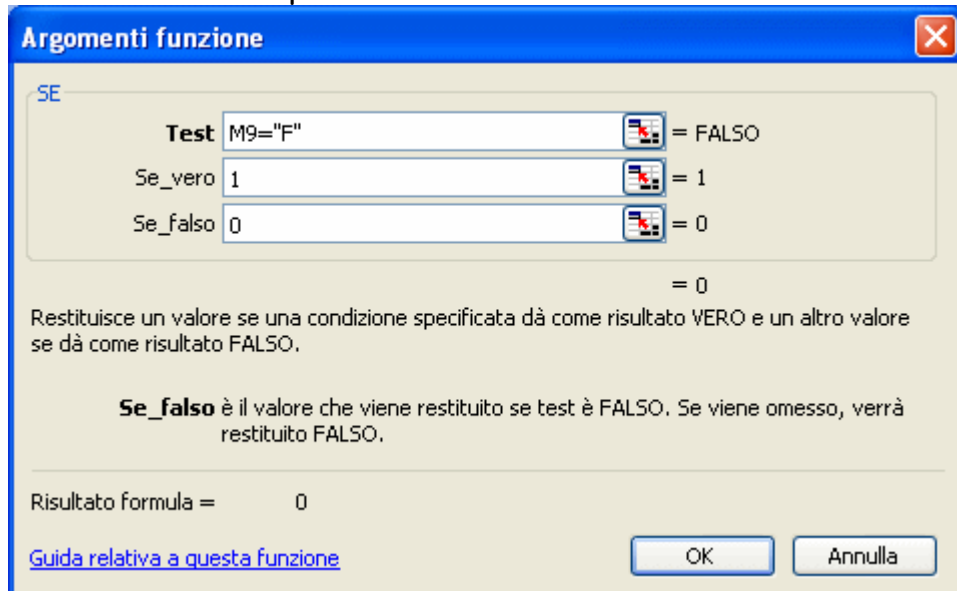 Argomenti funzione
SE
Test M9="F" = FALSO
Se_vero 1 = 1
Se_falso 0 = 0
= 0
Restituisce un valore se una condizione specificata dà come risultato VERO e un altro valore
se dà come risultato FALSO.
Se_falso è il valore che viene restituito se test è FALSO. Se viene omesso, verrà
restituito FALSO.
Risultato formula = 0
Guida relativa a questa funzione OK Annulla